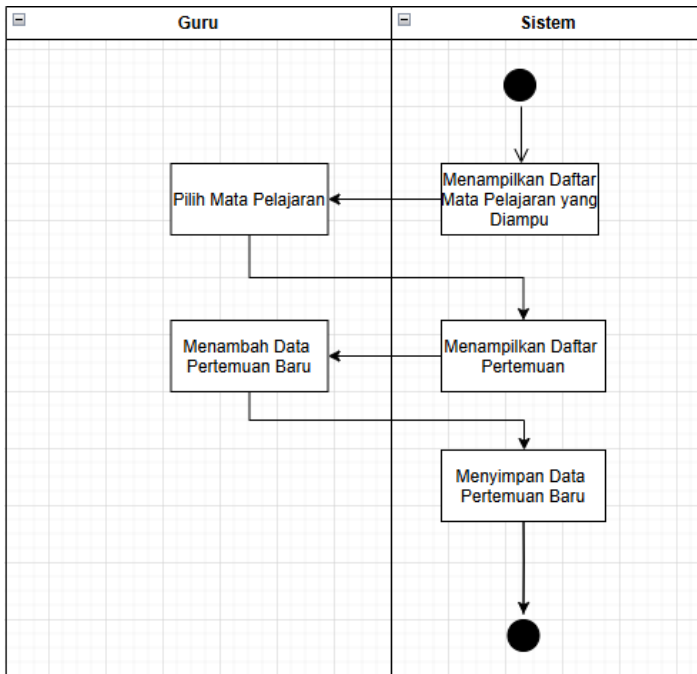 Guru
Sistem
Menampilkan Daftar
Mata Pelajaran yang
Diampu
Pilih Mata Pelajaran
Menampilkan Daftar
Pertemuan
Menambah Data
Pertemuan Baru
Menyimpan Data
Pertemuan Baru